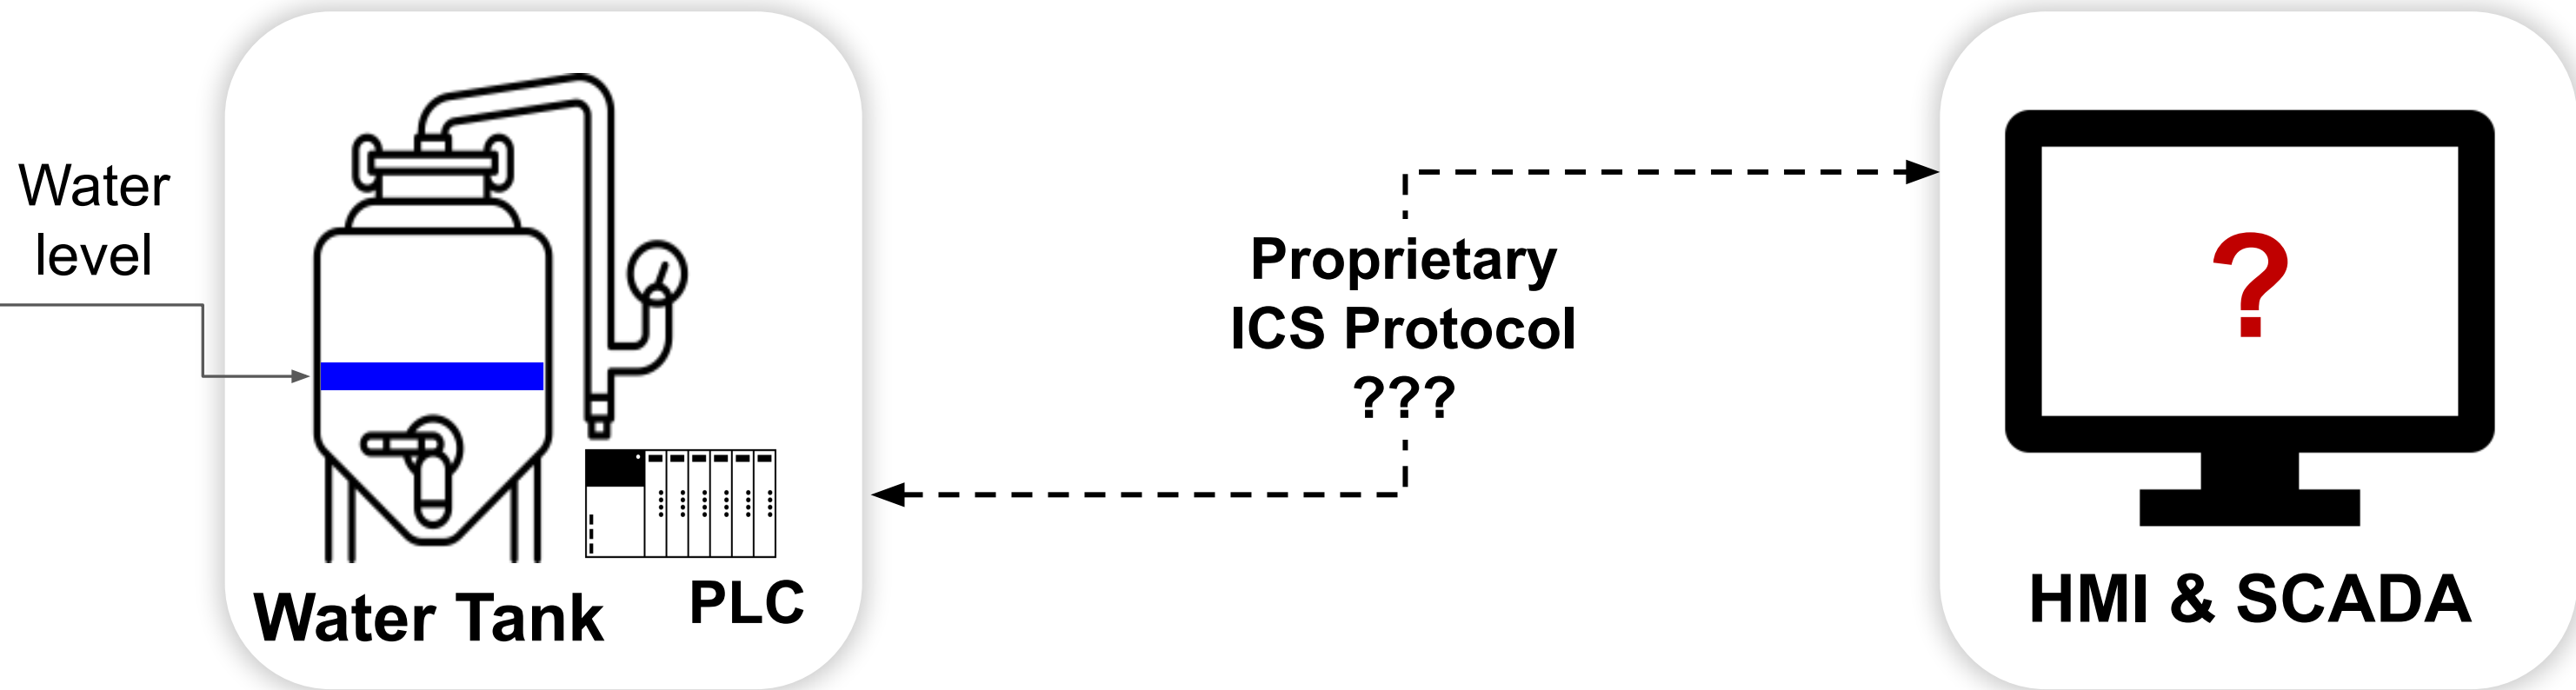 Water
level
Water Tank
PLC
Proprietary
ICS Protocol
???
?
HMI & SCADA